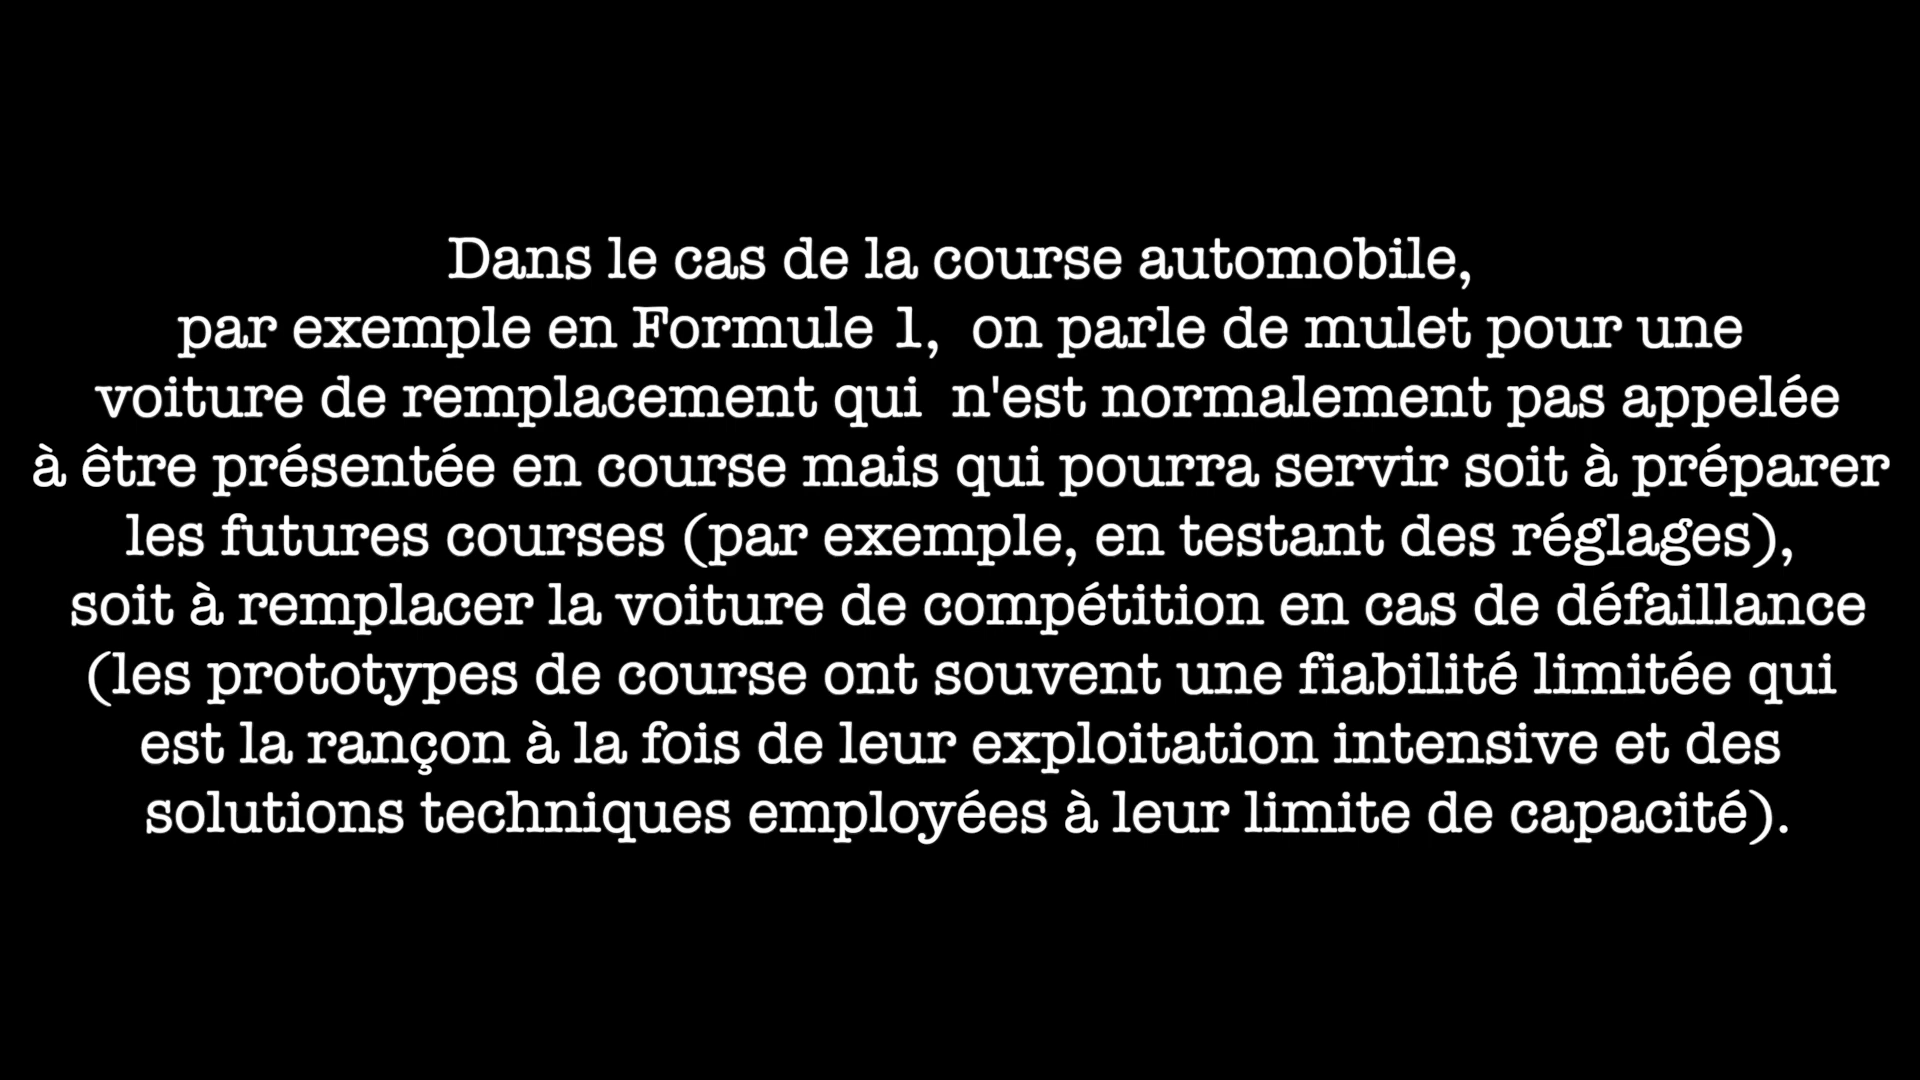 Dans le cas de la course automobile,
par exemple en Formule 1,  on parle de mulet pour une
voiture de remplacement qui  n'est normalement pas appelée
à être présentée en course mais qui pourra servir soit à préparer
les futures courses (par exemple, en testant des réglages),
soit à remplacer la voiture de compétition en cas de défaillance
(les prototypes de course ont souvent une fiabilité limitée qui
est la rançon à la fois de leur exploitation intensive et des
solutions techniques employées à leur limite de capacité).